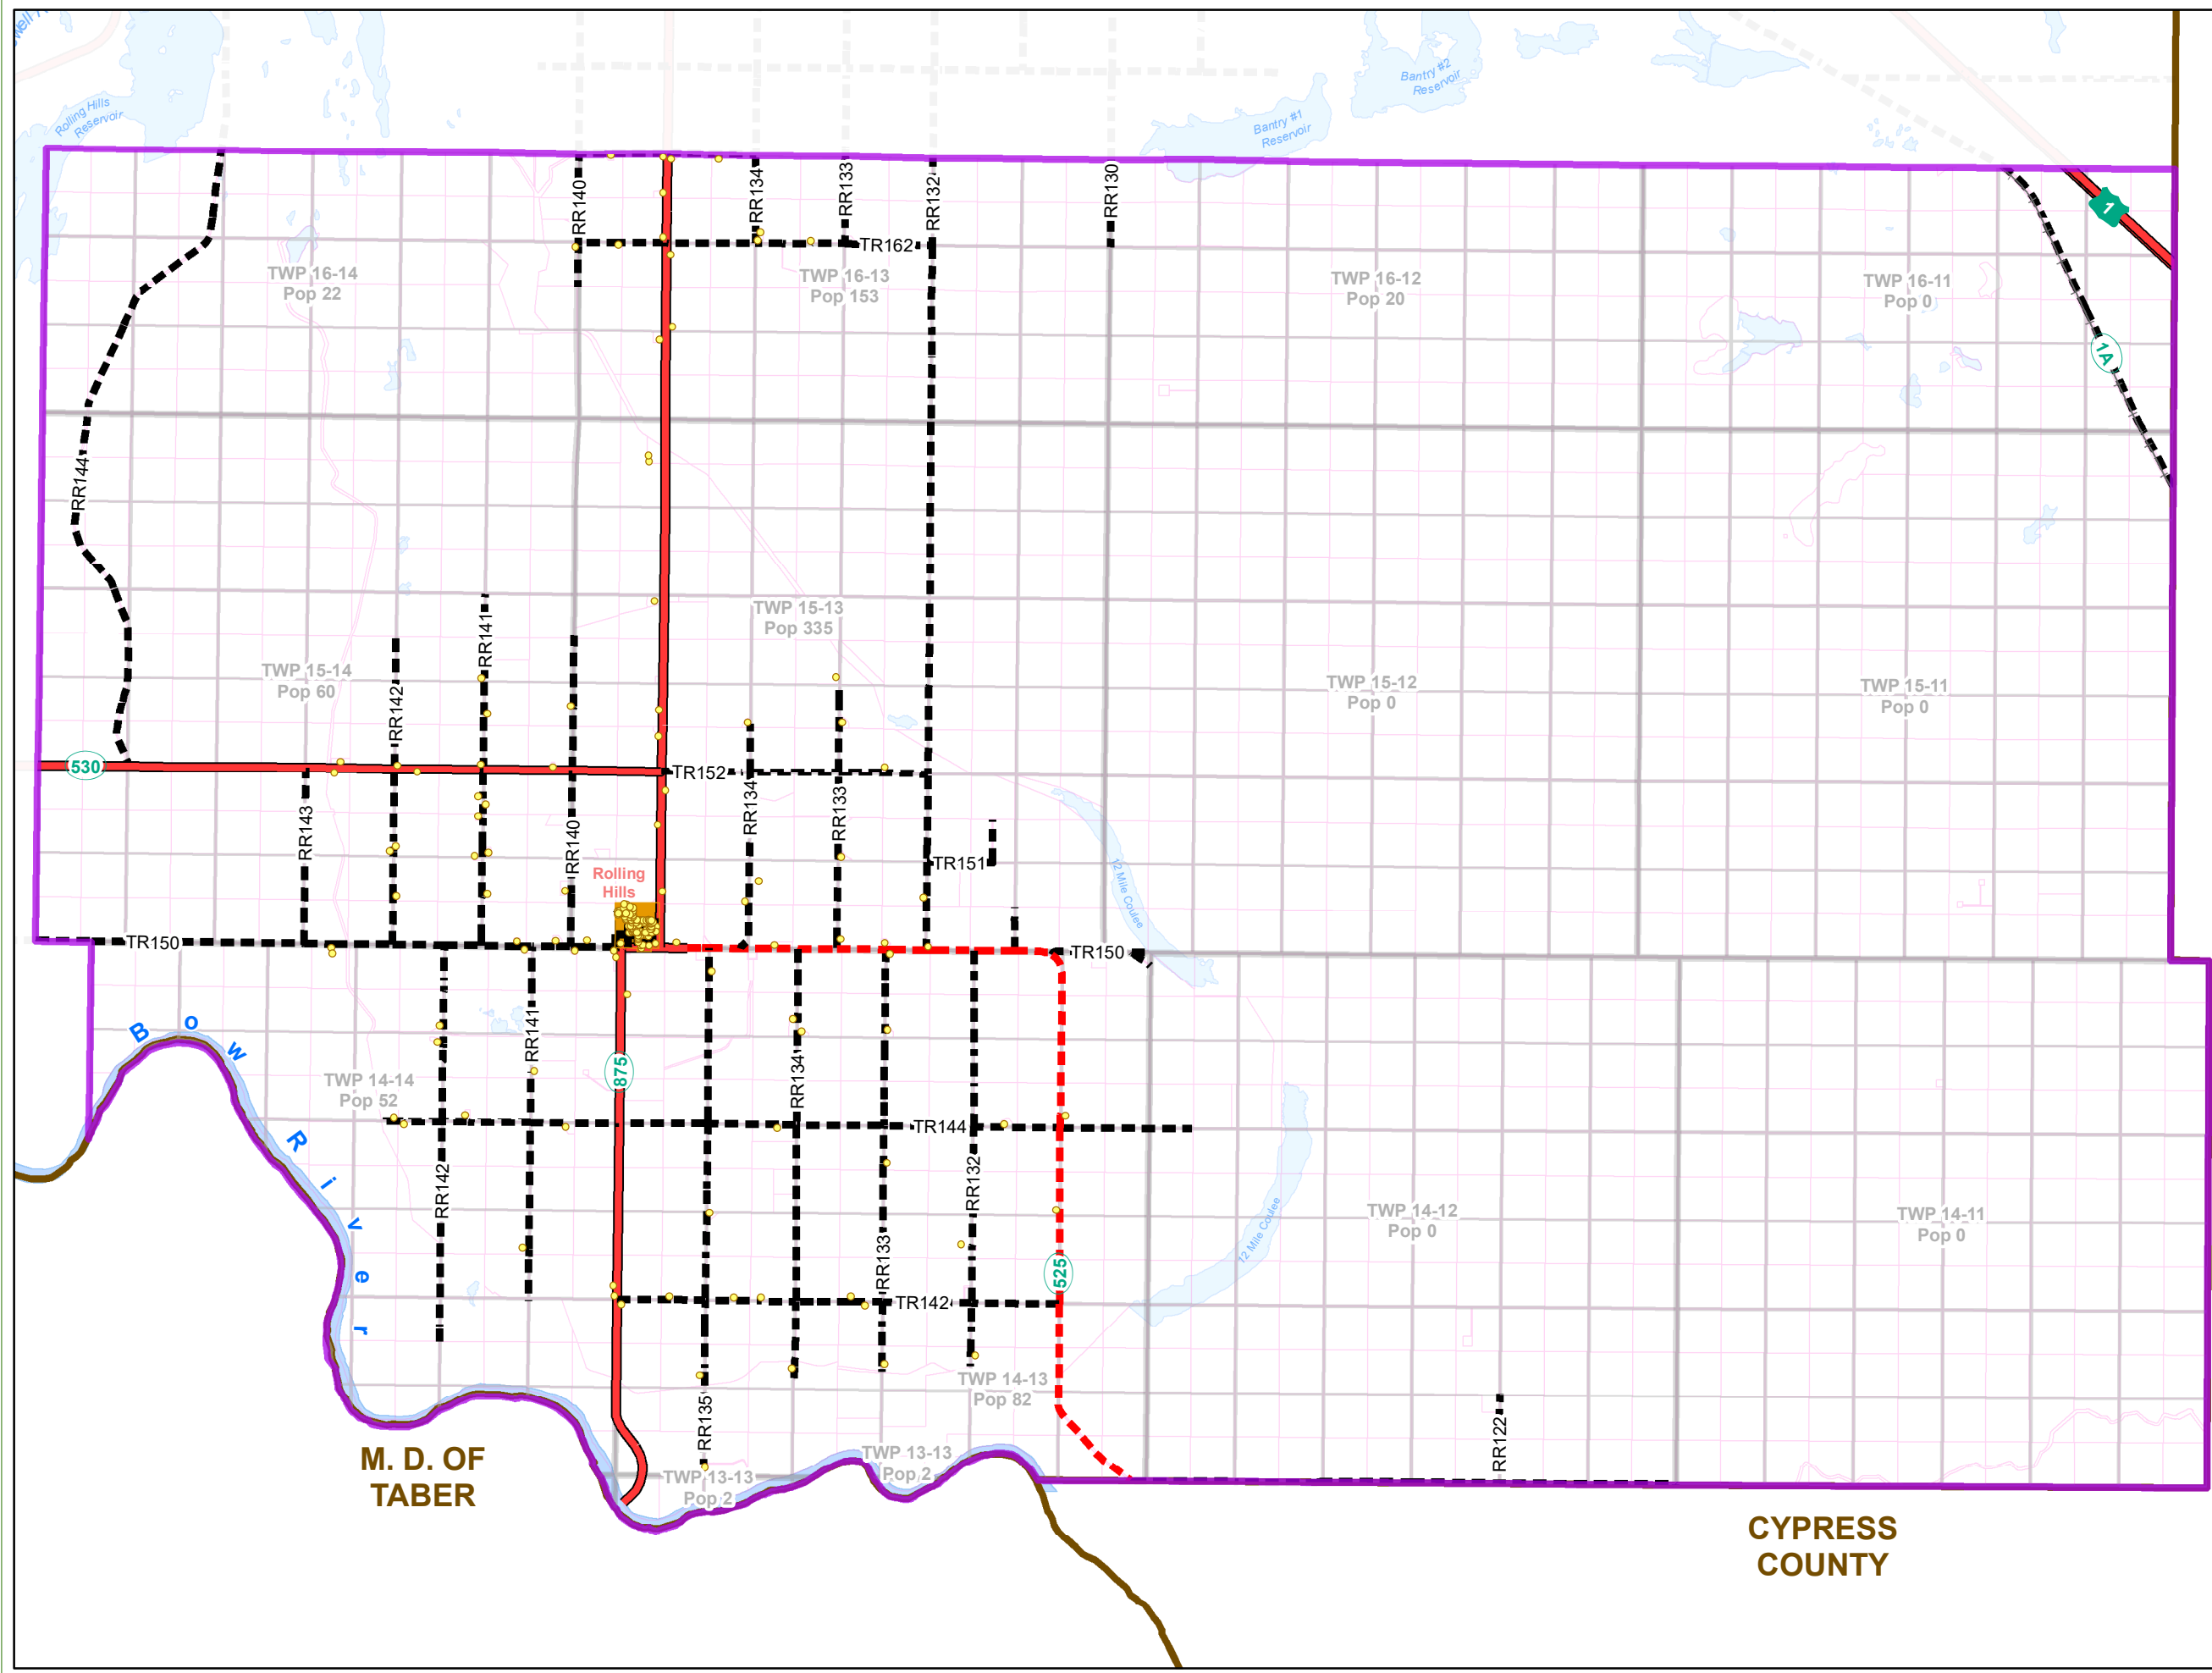 Rolling Hills
Reservoir
Bantry #2
Reservoir
Bantry #1
Reservoir
RR140
RR134
RR133
RR132
RR130
1
TR162
TWP 16-14
Pop 22
TWP 16-13
Pop 153
TWP 16-12
Pop 20
TWP 16-11
Pop 0
1A
RR144
TWP 15-13
Pop 335
RR141
TWP 15-14
Pop 60
RR142
TWP 15-12
Pop 0
TWP 15-11
Pop 0
530
TR152
RR143
RR140
RR134
RR133
TR151
Rolling
Hills
12 Mile Coulee
TR150
TR150
Bow River
RR141
875
RR134
TWP 14-14
Pop 52
TR144
RR142
RR132
RR133
12 Mile Coulee
TWP 14-12
Pop 0
TWP 14-11
Pop 0
525
TR142
TWP 14-13
Pop 82
RR135
RR122
TWP 13-13
Pop 2
TWP 13-13
Pop 2
M. D. OF
TABER
CYPRESS
COUNTY